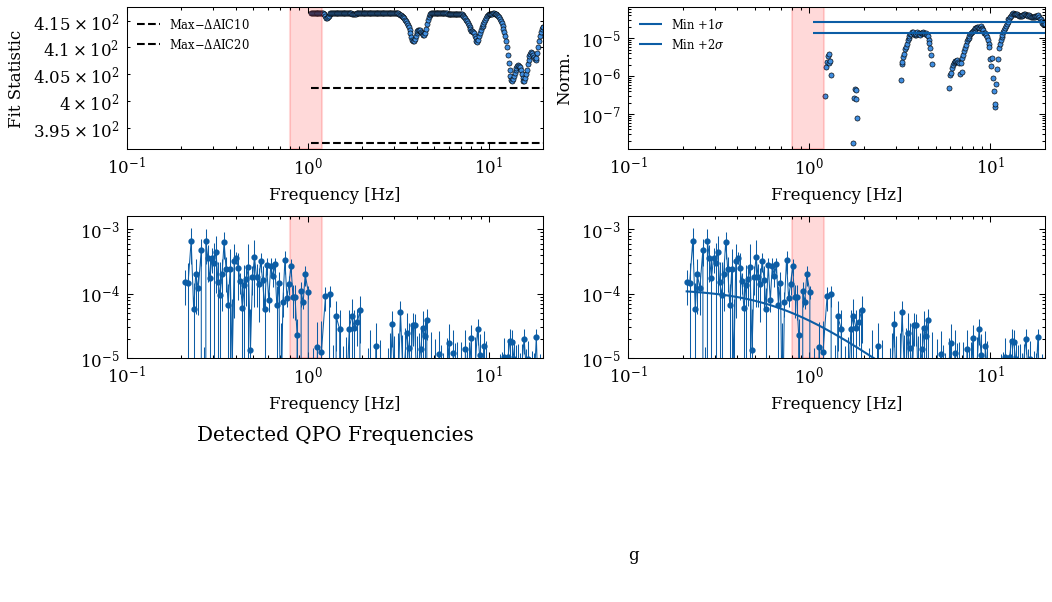 Fit Statistic
4.15 × 10²
4.1 × 10²
4.05 × 10²
4 × 10²
3.95 × 10²
Max−ΔAIC10
Max−ΔAIC20
10⁻¹ 10⁰ 10¹
Frequency [Hz]
Norm.
10⁻⁵
10⁻⁶
10⁻⁷
Min +1σ
Min +2σ
10⁻¹ 10⁰ 10¹
Frequency [Hz]
10⁻³
10⁻⁴
10⁻⁵
10⁻¹ 10⁰ 10¹
Frequency [Hz]
10⁻³
10⁻⁴
10⁻⁵
10⁻¹ 10⁰ 10¹
Frequency [Hz]
Detected QPO Frequencies
g